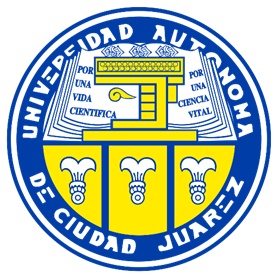 UNIVERSIDAD AUTONOMA
DE CIUDAD JUAREZ
POR
UNA
VIDA
CIENTIFICA
POR
UNA
CIENCIA
VITAL